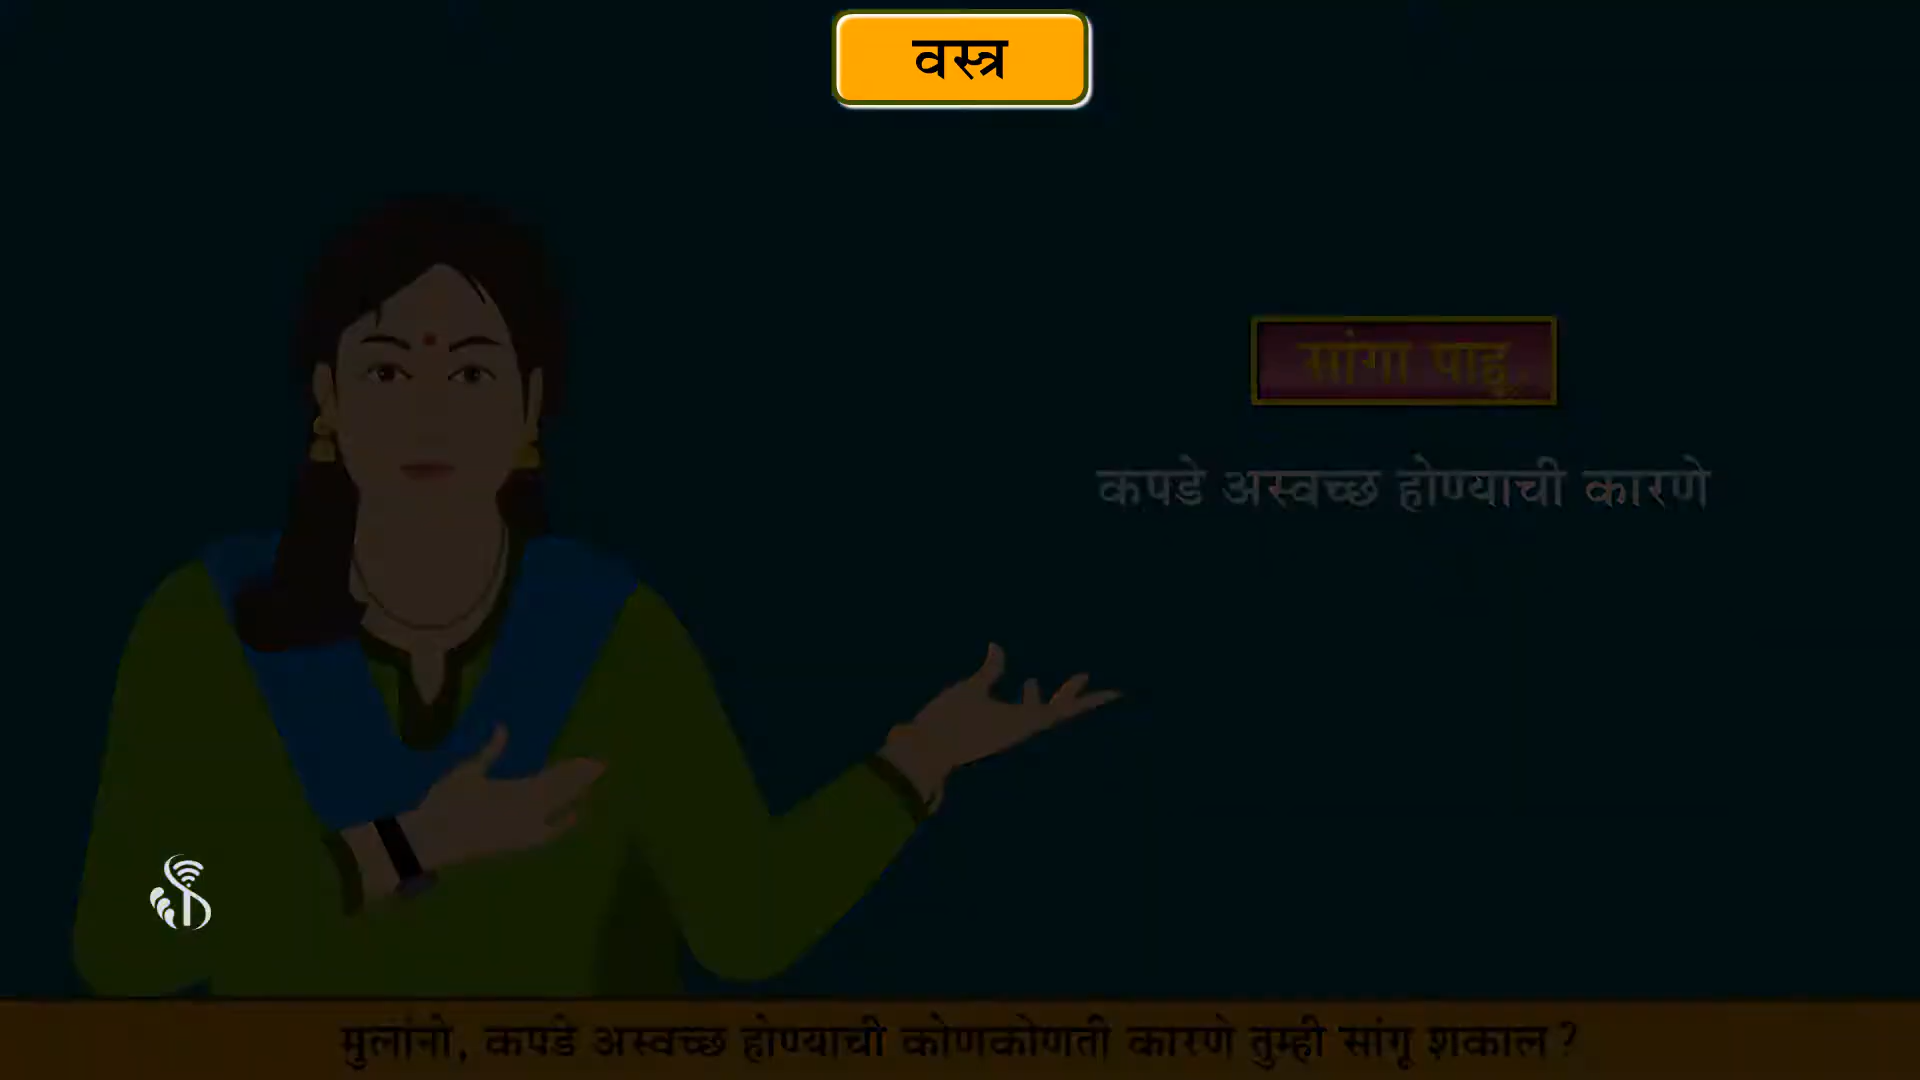 वस्त्र
सांगा पाहू.
कपडे अस्वच्छ होण्याची कारणे
मुलांनो, कपडे अस्वच्छ होण्याची कोणकोणती कारणे तुम्ही सांगू शकाल ?